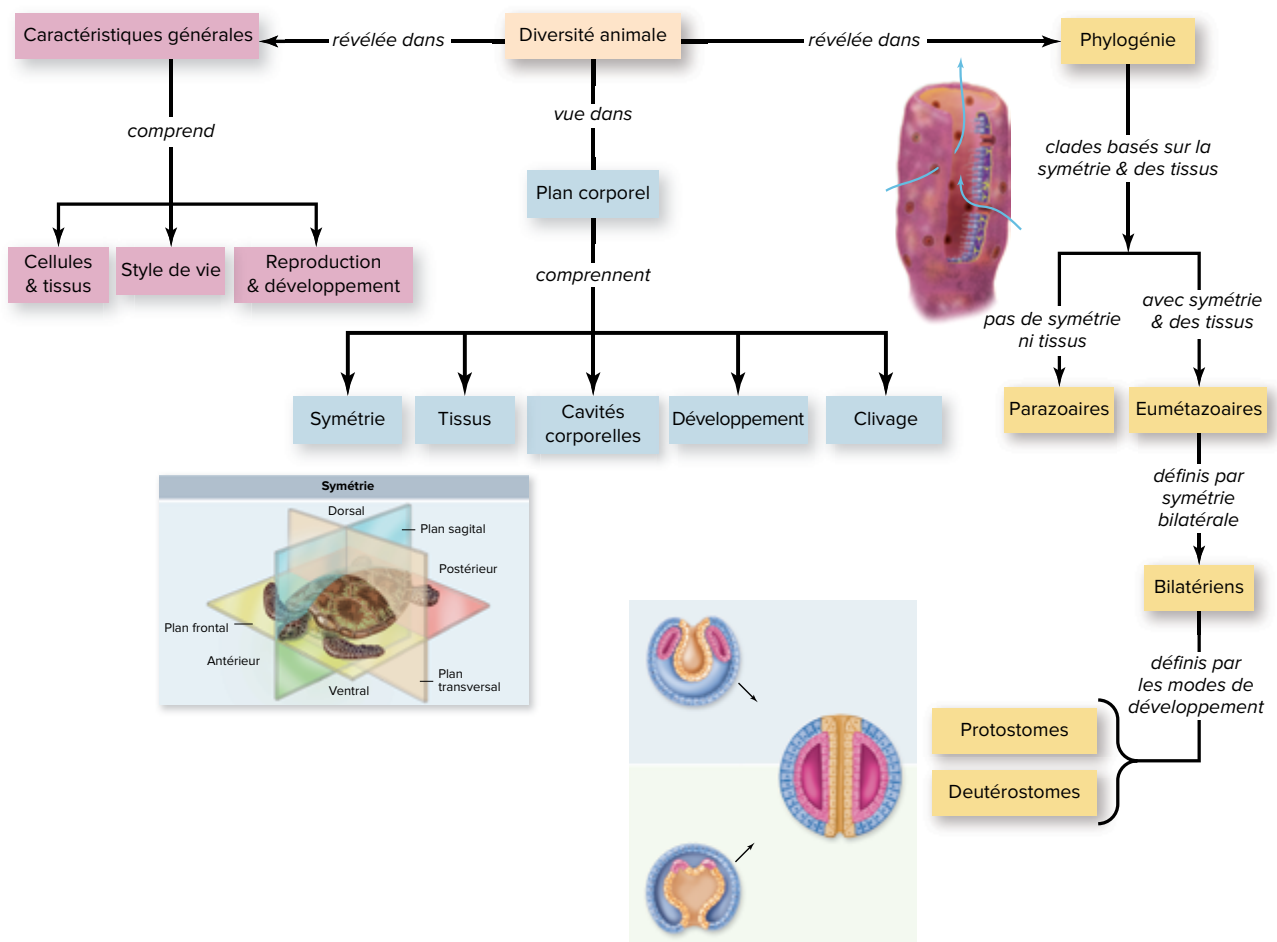 Caractéristiques générales
révélée dans
Diversité animale
révélée dans
Phylogénie
comprend
Cellules
& tissus
Style de vie
Reproduction
& développement
vue dans
Plan corporel
comprennent
Symétrie
Tissus
Cavités
corporelles
Développement
Clivage
clades basés sur la
symétrie & des tissus
pas de symétrie
ni tissus
avec symétrie
& des tissus
Parazoaires
Eumétazoaires
définis par
symétrie
bilatérale
Bilatériens
définis par
les modes de
développement
Protostomes
Deutérostomes
Symétrie
Dorsal
Plan sagital
Postérieur
Plan frontal
Antérieur
Ventral
Plan
transversal